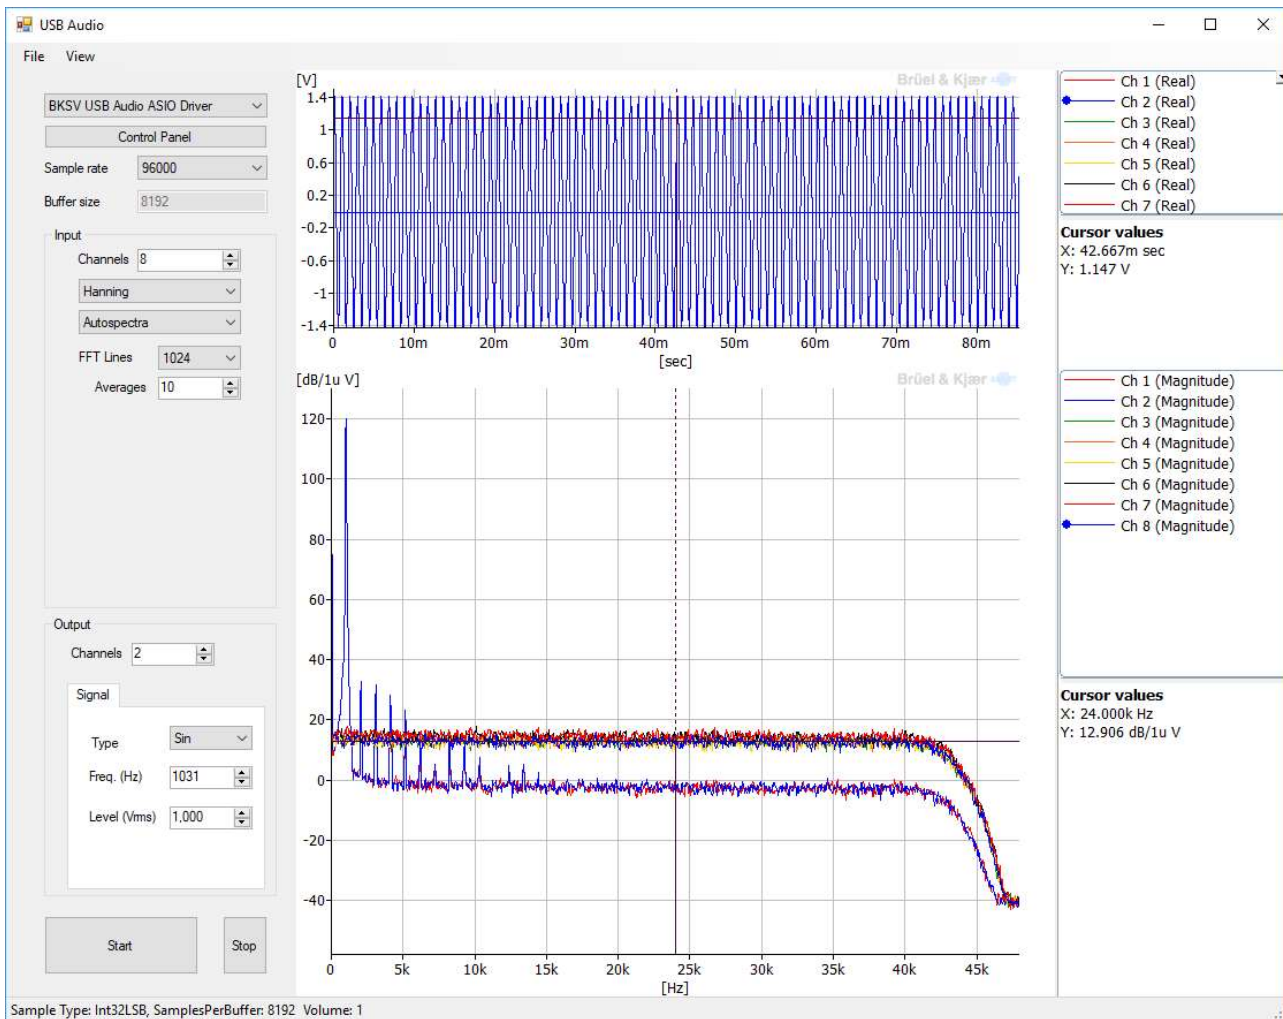 USB Audio
File View
BKSV USB Audio ASIO Driver
Control Panel
Sample rate 96000
Buffer size 8192
Input
Channels 8
Hanning
Autospectra
FFT Lines 1024
Averages 10
Output
Channels 2
Signal
Type Sin
Freq. (Hz) 1031
Level (Vrms) 1,000
Start Stop
[V]
Brüel & Kjær
1.4
1
0.6
0.2
-0.2
-0.6
-1
-1.4
0 10m 20m 30m 40m 50m 60m 70m 80m
[sec]
[dB/1u V]
Brüel & Kjær
120
100
80
60
40
20
0
-20
-40
0 5k 10k 15k 20k 25k 30k 35k 40k 45k
[Hz]
Ch 1 (Real)
Ch 2 (Real)
Ch 3 (Real)
Ch 4 (Real)
Ch 5 (Real)
Ch 6 (Real)
Ch 7 (Real)
Cursor values
X: 42.667m sec
Y: 1.147 V
Ch 1 (Magnitude)
Ch 2 (Magnitude)
Ch 3 (Magnitude)
Ch 4 (Magnitude)
Ch 5 (Magnitude)
Ch 6 (Magnitude)
Ch 7 (Magnitude)
Ch 8 (Magnitude)
Cursor values
X: 24.000k Hz
Y: 12.906 dB/1u V
Sample Type: Int32LSB, SamplesPerBuffer: 8192 Volume: 1